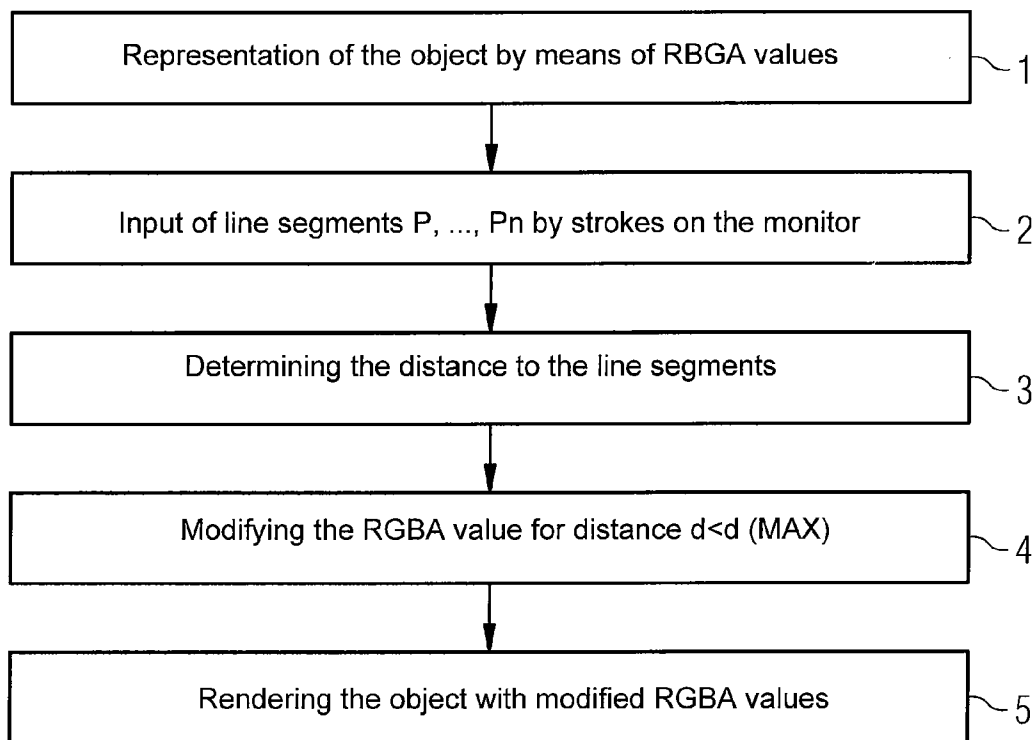 Representation of the object by means of RBGA values
1
Input of line segments P, ..., Pn by strokes on the monitor
2
Determining the distance to the line segments
3
Modifying the RGBA value for distance d<d (MAX)
4
Rendering the object with modified RGBA values
5